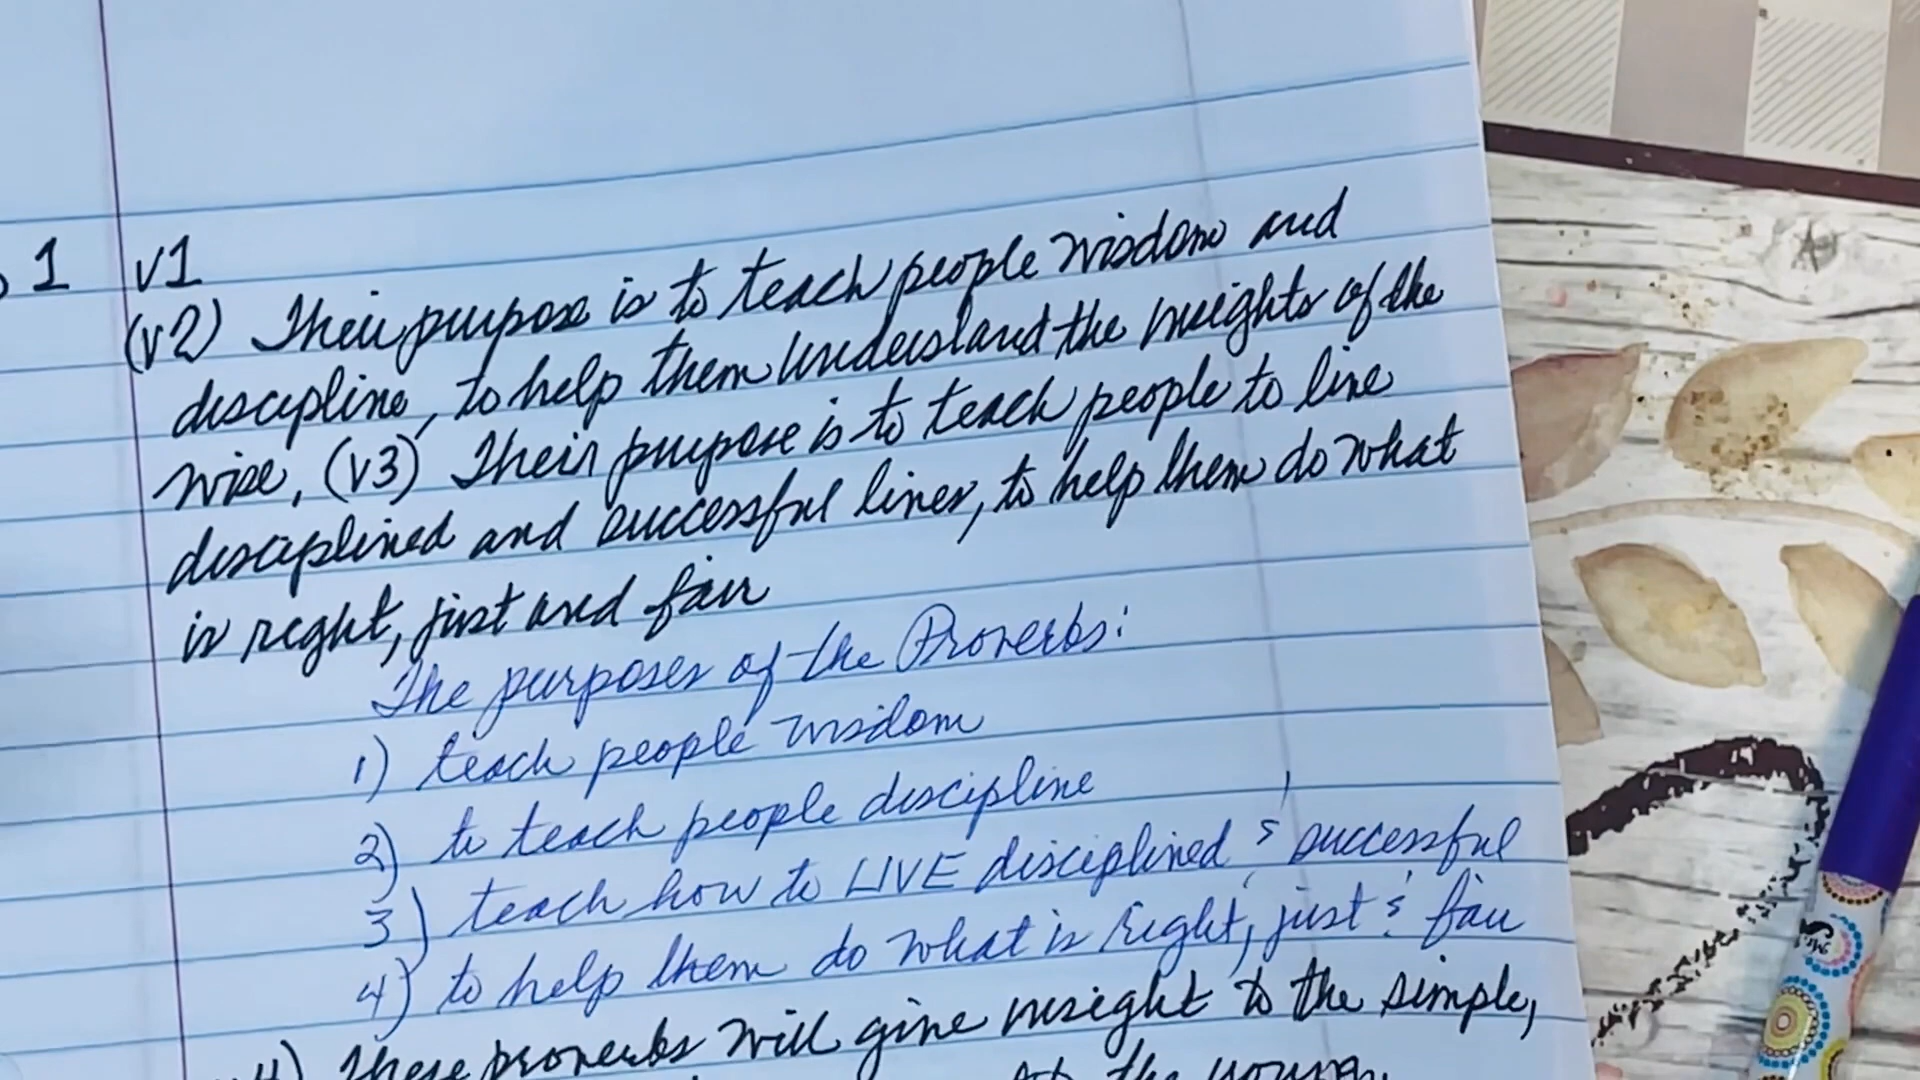 1 v1
(v2) Their purpose is to teach people wisdom and
discipline, to help them understand the insights of the
wise. (v3) Their purpose is to teach people to live
disciplined and successful lives, to help them do what
is right, just and fair
The purposes of the Proverbs:
1) teach people wisdom
2) to teach people discipline
3) teach how to LIVE disciplined & successful
4) to help them do what is right, just & fair
4) These proverbs will give insight to the simple,
the young.